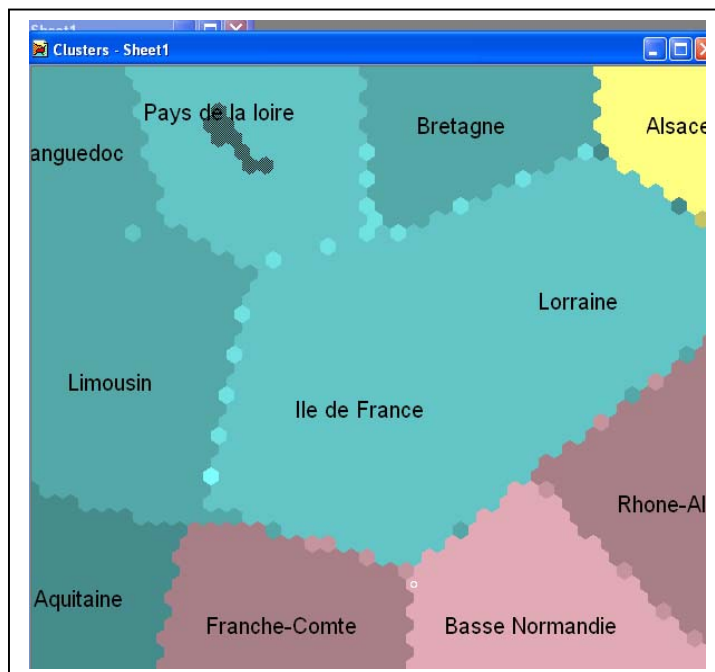 Sheet1
Clusters - Sheet1
Pays de la loire
Bretagne
Alsace
anguedoc
Lorraine
Limousin
Ile de France
Rhone-Al
Aquitaine
Franche-Comte
Basse Normandie